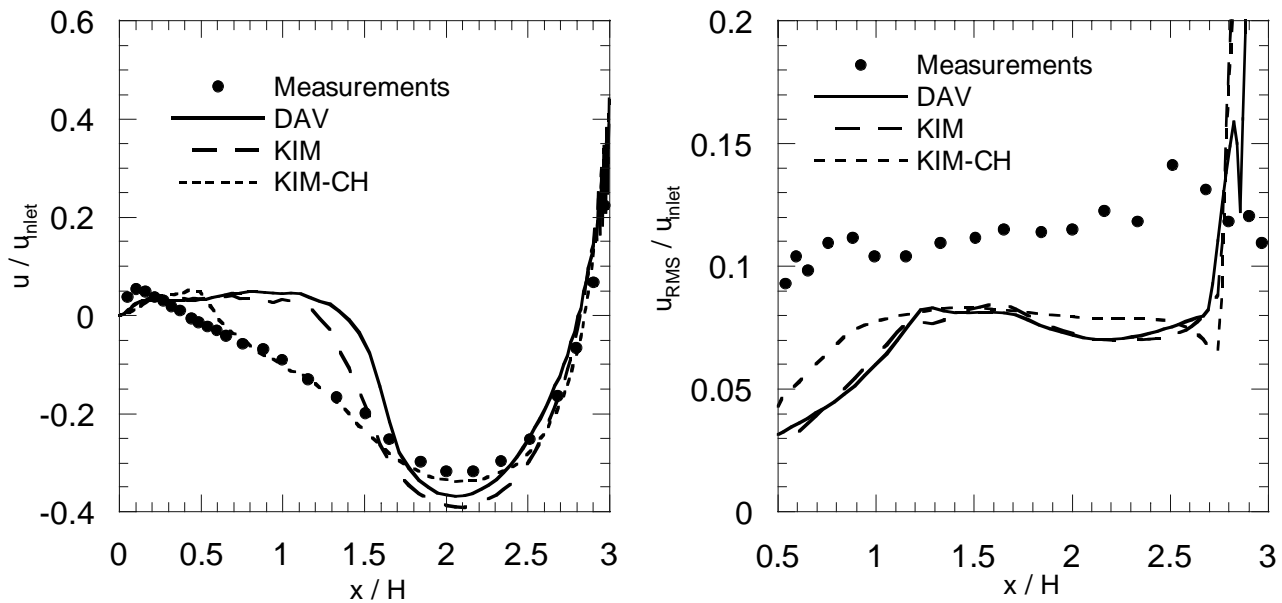 0.6
0.4
0.2
0
-0.2
-0.4
u / u_inlet
Measurements
DAV
KIM
KIM-CH
0 0.5 1 1.5 2 2.5 3
x / H
0.2
0.15
0.1
0.05
0
u_RMS / u_inlet
Measurements
DAV
KIM
KIM-CH
0.5 1 1.5 2 2.5 3
x / H